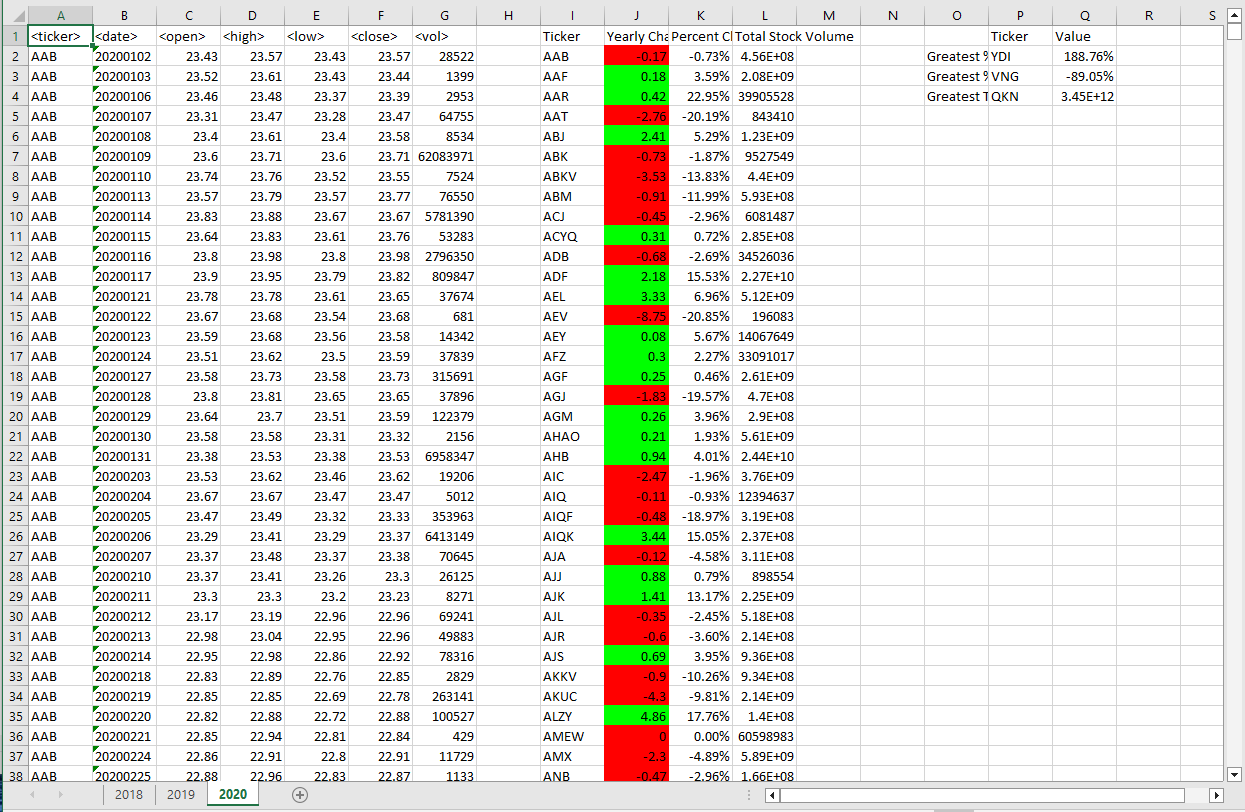 A B C D E F G H I J K L M N O P Q R S
1 <ticker> <date> <open> <high> <low> <close> <vol> Ticker Yearly Cha Percent Cl Total Stock Volume Ticker Value
2 AAB 20200102 23.43 23.57 23.43 23.57 28522 AAB -0.17 -0.73% 4.56E+08 Greatest % YDI 188.76%
3 AAB 20200103 23.52 23.61 23.43 23.44 1399 AAF 0.18 3.59% 2.08E+09 Greatest % VNG -89.05%
4 AAB 20200106 23.46 23.48 23.37 23.39 2953 AAR 0.42 22.95% 39905528 Greatest T QKN 3.45E+12
5 AAB 20200107 23.31 23.47 23.28 23.47 64755 AAT -2.76 -20.19% 843410
6 AAB 20200108 23.4 23.61 23.4 23.58 8534 ABJ 2.41 5.29% 1.23E+09
7 AAB 20200109 23.6 23.71 23.6 23.71 62083971 ABK -0.73 -1.87% 9527549
8 AAB 20200110 23.74 23.76 23.52 23.55 7524 ABKV -3.53 -13.83% 4.4E+09
9 AAB 20200113 23.57 23.79 23.57 23.77 76550 ABM -0.91 -11.99% 5.93E+08
10 AAB 20200114 23.83 23.88 23.67 23.67 5781390 ACJ -0.45 -2.96% 6081487
11 AAB 20200115 23.64 23.83 23.61 23.76 53283 ACYQ 0.31 0.72% 2.85E+08
12 AAB 20200116 23.8 23.98 23.8 23.98 2796350 ADB -0.68 -2.69% 34526036
13 AAB 20200117 23.9 23.95 23.79 23.82 809847 ADF 2.18 15.53% 2.27E+10
14 AAB 20200121 23.78 23.78 23.61 23.65 37674 AEL 3.33 6.96% 5.12E+09
15 AAB 20200122 23.67 23.68 23.54 23.68 681 AEV -8.75 -20.85% 196083
16 AAB 20200123 23.59 23.68 23.56 23.58 14342 AEY 0.08 5.67% 14067649
17 AAB 20200124 23.51 23.62 23.5 23.59 37839 AFZ 0.3 2.27% 33091017
18 AAB 20200127 23.58 23.73 23.58 23.73 315691 AGF 0.25 0.46% 2.61E+09
19 AAB 20200128 23.8 23.81 23.65 23.65 37896 AGJ -1.83 -19.57% 4.7E+08
20 AAB 20200129 23.64 23.7 23.51 23.59 122379 AGM 0.26 3.96% 2.9E+08
21 AAB 20200130 23.58 23.58 23.31 23.32 2156 AHAO 0.21 1.93% 5.61E+09
22 AAB 20200131 23.38 23.53 23.38 23.53 6958347 AHB 0.94 4.01% 2.44E+10
23 AAB 20200203 23.53 23.62 23.46 23.62 19206 AIC -2.47 -1.96% 3.76E+09
24 AAB 20200204 23.67 23.67 23.47 23.47 5012 AIQ -0.11 -0.93% 12394637
25 AAB 20200205 23.47 23.49 23.32 23.33 353963 AIQF -0.48 -18.97% 3.19E+08
26 AAB 20200206 23.29 23.41 23.29 23.37 6413149 AIQK 3.44 15.05% 2.37E+08
27 AAB 20200207 23.37 23.48 23.37 23.38 70645 AJA -0.12 -4.58% 3.11E+08
28 AAB 20200210 23.37 23.41 23.26 23.3 26125 AJJ 0.88 0.79% 898554
29 AAB 20200211 23.3 23.3 23.2 23.23 8271 AJK 1.41 13.17% 2.25E+09
30 AAB 20200212 23.17 23.19 22.96 22.96 69241 AJL -0.35 -2.45% 5.18E+08
31 AAB 20200213 22.98 23.04 22.95 22.96 49883 AJR -0.6 -3.60% 2.14E+08
32 AAB 20200214 22.95 22.98 22.86 22.92 78316 AJS 0.69 3.95% 9.36E+08
33 AAB 20200218 22.83 22.89 22.76 22.85 2829 AKKV -0.9 -10.26% 9.34E+08
34 AAB 20200219 22.85 22.85 22.69 22.78 263141 AKUC -4.3 -9.81% 2.14E+09
35 AAB 20200220 22.82 22.88 22.72 22.88 100527 ALZY 4.86 17.76% 1.4E+08
36 AAB 20200221 22.85 22.94 22.81 22.84 429 AMEW 0 0.00% 60598983
37 AAB 20200224 22.86 22.91 22.8 22.91 11729 AMX -2.3 -4.89% 5.89E+09
38 AAB 20200225 22.88 22.96 22.83 22.87 1133 ANB -0.47 -2.96% 1.66E+08
2018 2019 2020